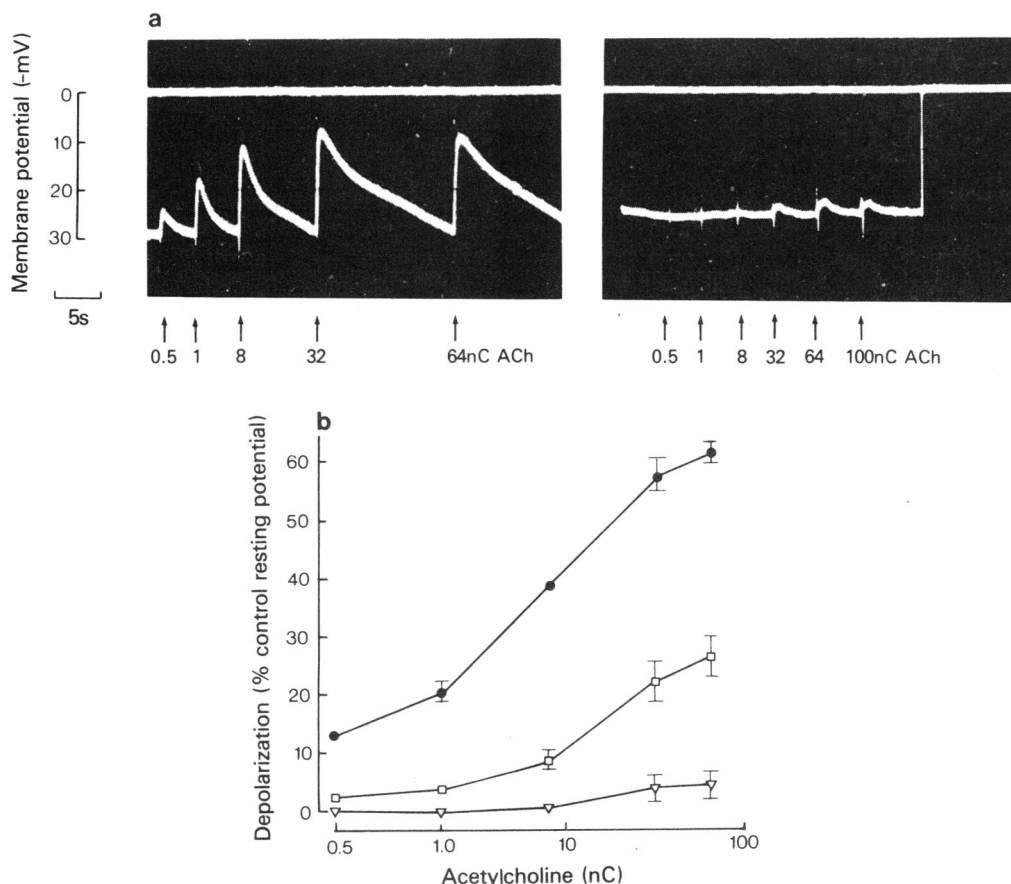 a
Membrane potential (-mV)
0
10
20
30
5s
0.5 1 8 32 64nC ACh
0.5 1 8 32 64 100nC ACh
b
Depolarization (% control resting potential)
60
50
40
30
20
10
0
0.5 1.0 10 100
Acetylcholine (nC)